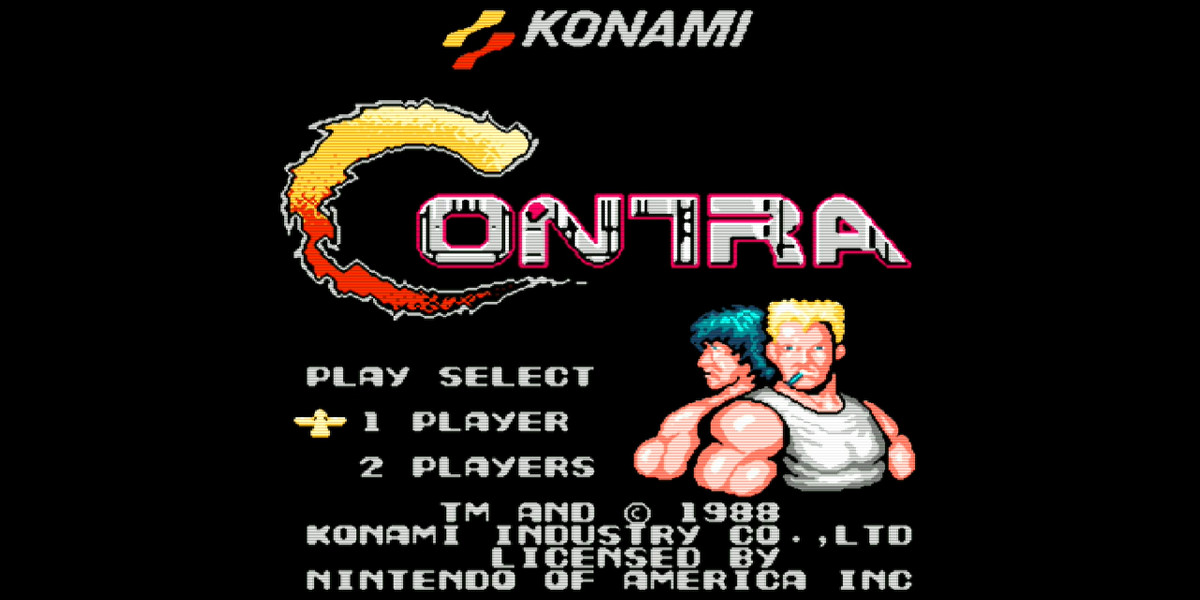 KONAMI
CONTRA
PLAY SELECT
1 PLAYER
2 PLAYERS
TM AND © 1988
KONAMI INDUSTRY CO.,LTD
LICENSED BY
NINTENDO OF AMERICA INC